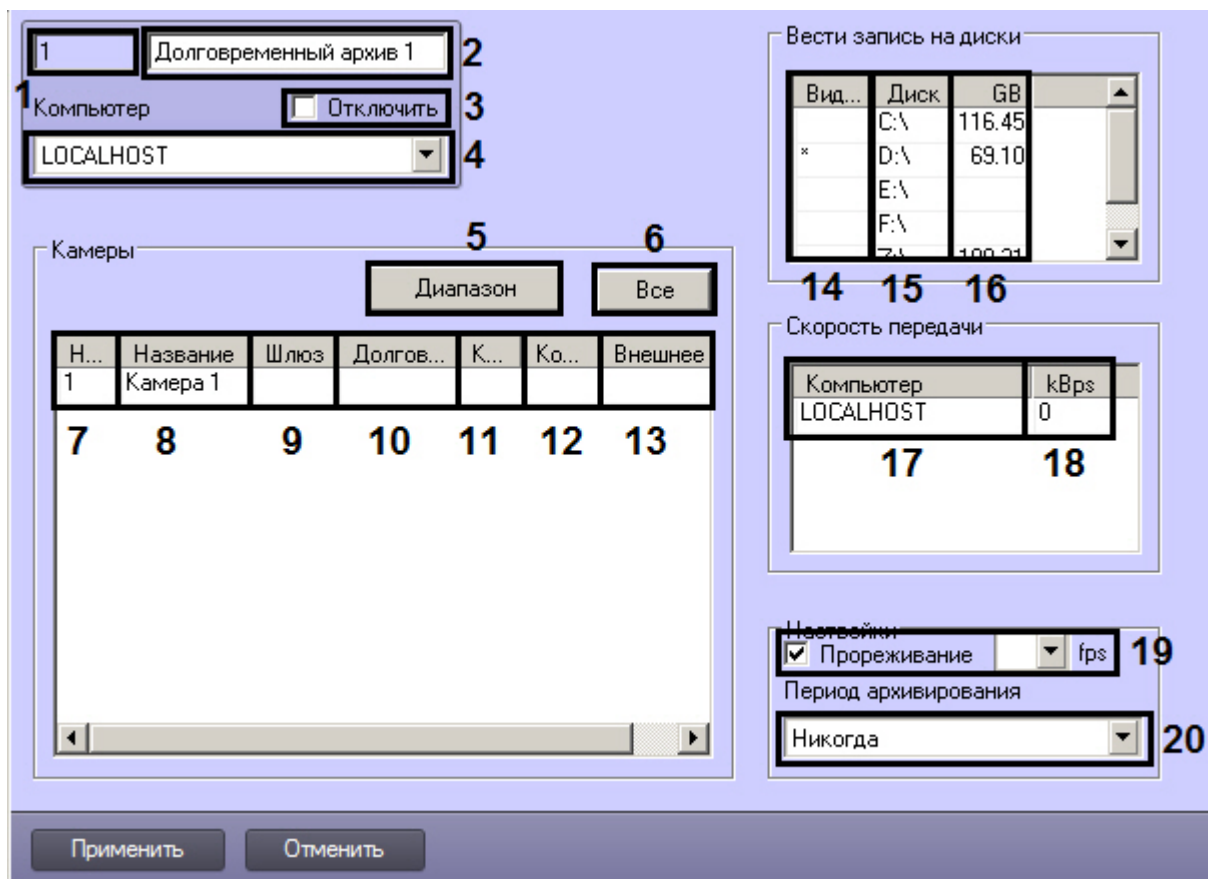 1 Долговременный архив 1 2
1 Компьютер Отключить 3
LOCALHOST 4
Камеры 5 6
Диапазон Все
Н... Название Шлюз Долгов... К... Ко... Внешнее
1 Камера 1
7 8 9 10 11 12 13
Вести запись на диски
Вид... Диск GB
C:\ 116.45
* D:\ 69.10
E:\
F:\
14 15 16
Скорость передачи
Компьютер kBps
LOCALHOST 0
17 18
Настройки
Прореживание fps 19
Период архивирования
Никогда 20
Применить Отменить